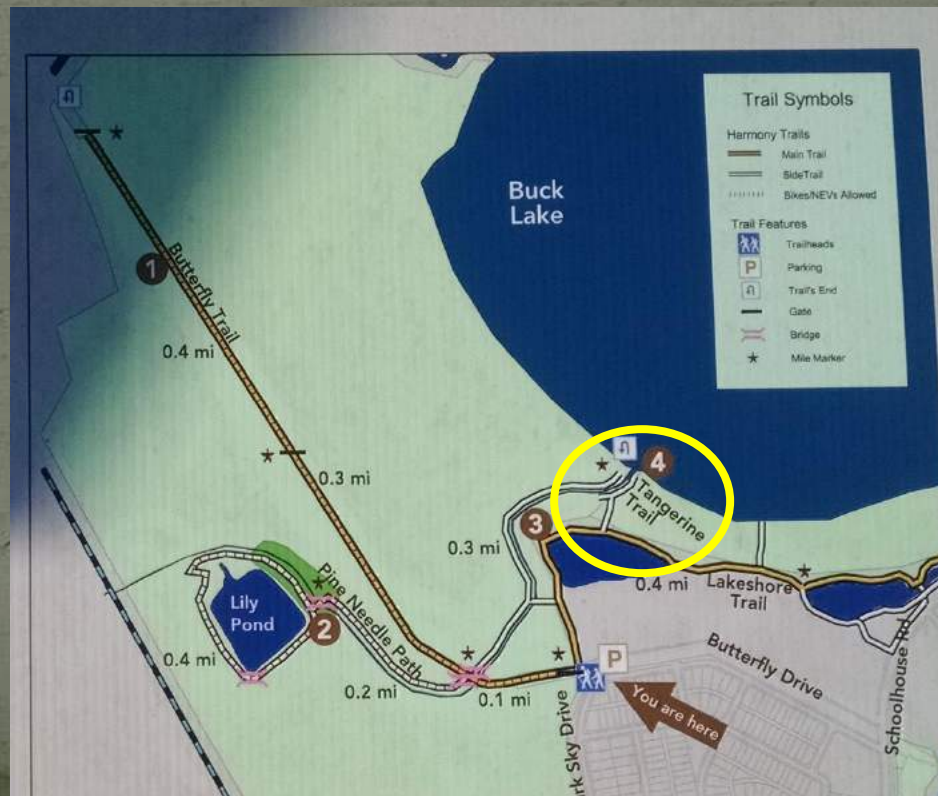 Trail Symbols
Harmony Trails
Main Trail
SideTrail
Bikes/NEVs Allowed
Trail Features
Trailheads
P
Parking
Trail's End
Gate
Bridge
Mile Marker
Buck
Lake
1
Butterfly Trail
0.4 mi
0.3 mi
4
Tangerine
Trail
3
0.3 mi
0.4 mi
Lakeshore
Trail
Pine Needle Path
Lily
Pond
2
0.4 mi
0.2 mi
0.1 mi
P
You are here
Butterfly Drive
Schoolhouse Rd
rk Sky Drive